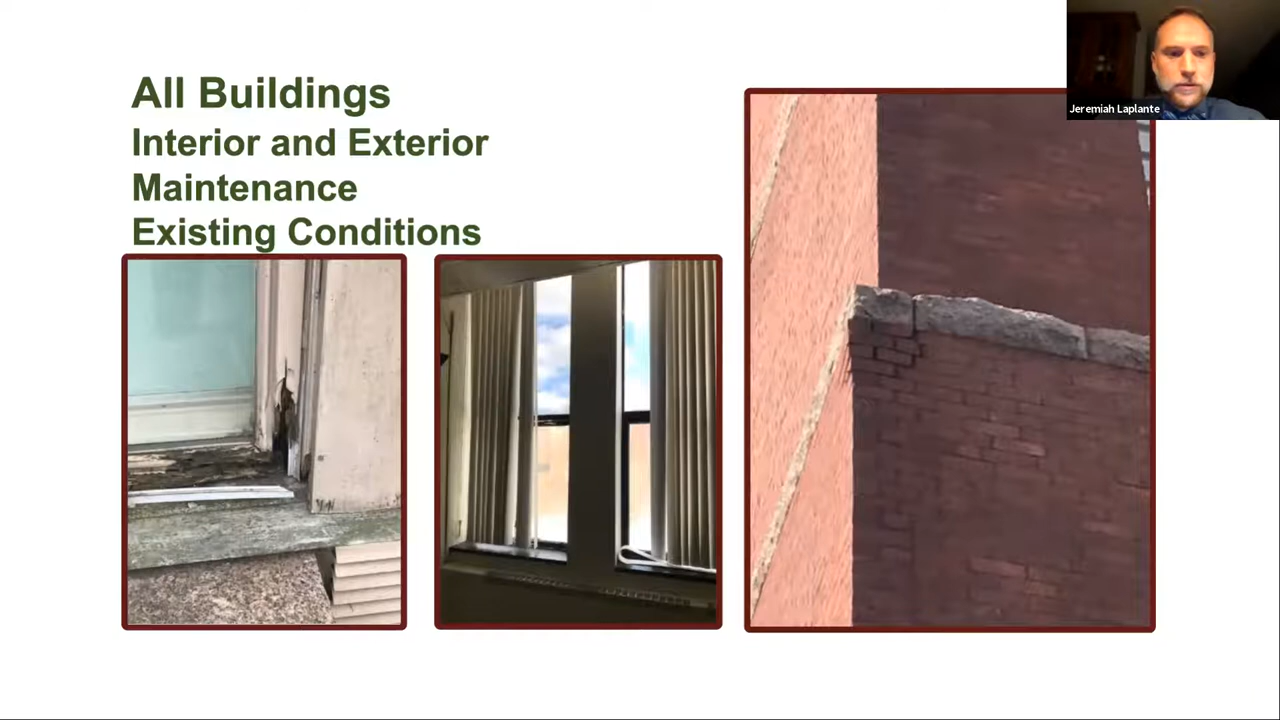 All Buildings
Interior and Exterior
Maintenance
Existing Conditions
Jeremiah Laplante